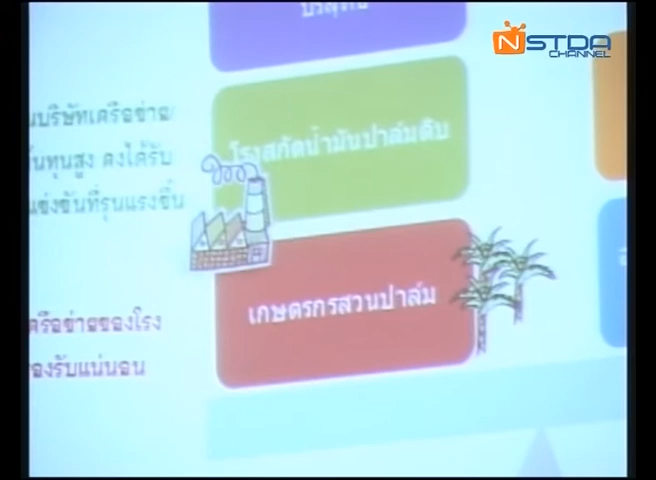 NSTDA
CHANNEL
บริษัทเครือข่าย/
ทุนสูง คงได้รับ
แข่งขันที่รุนแรงขึ้น
โรงสกัดน้ำมันปาล์มดิบ
เกษตรกรสวนปาล์ม
เครือข่ายของโรง
รับแน่นอน